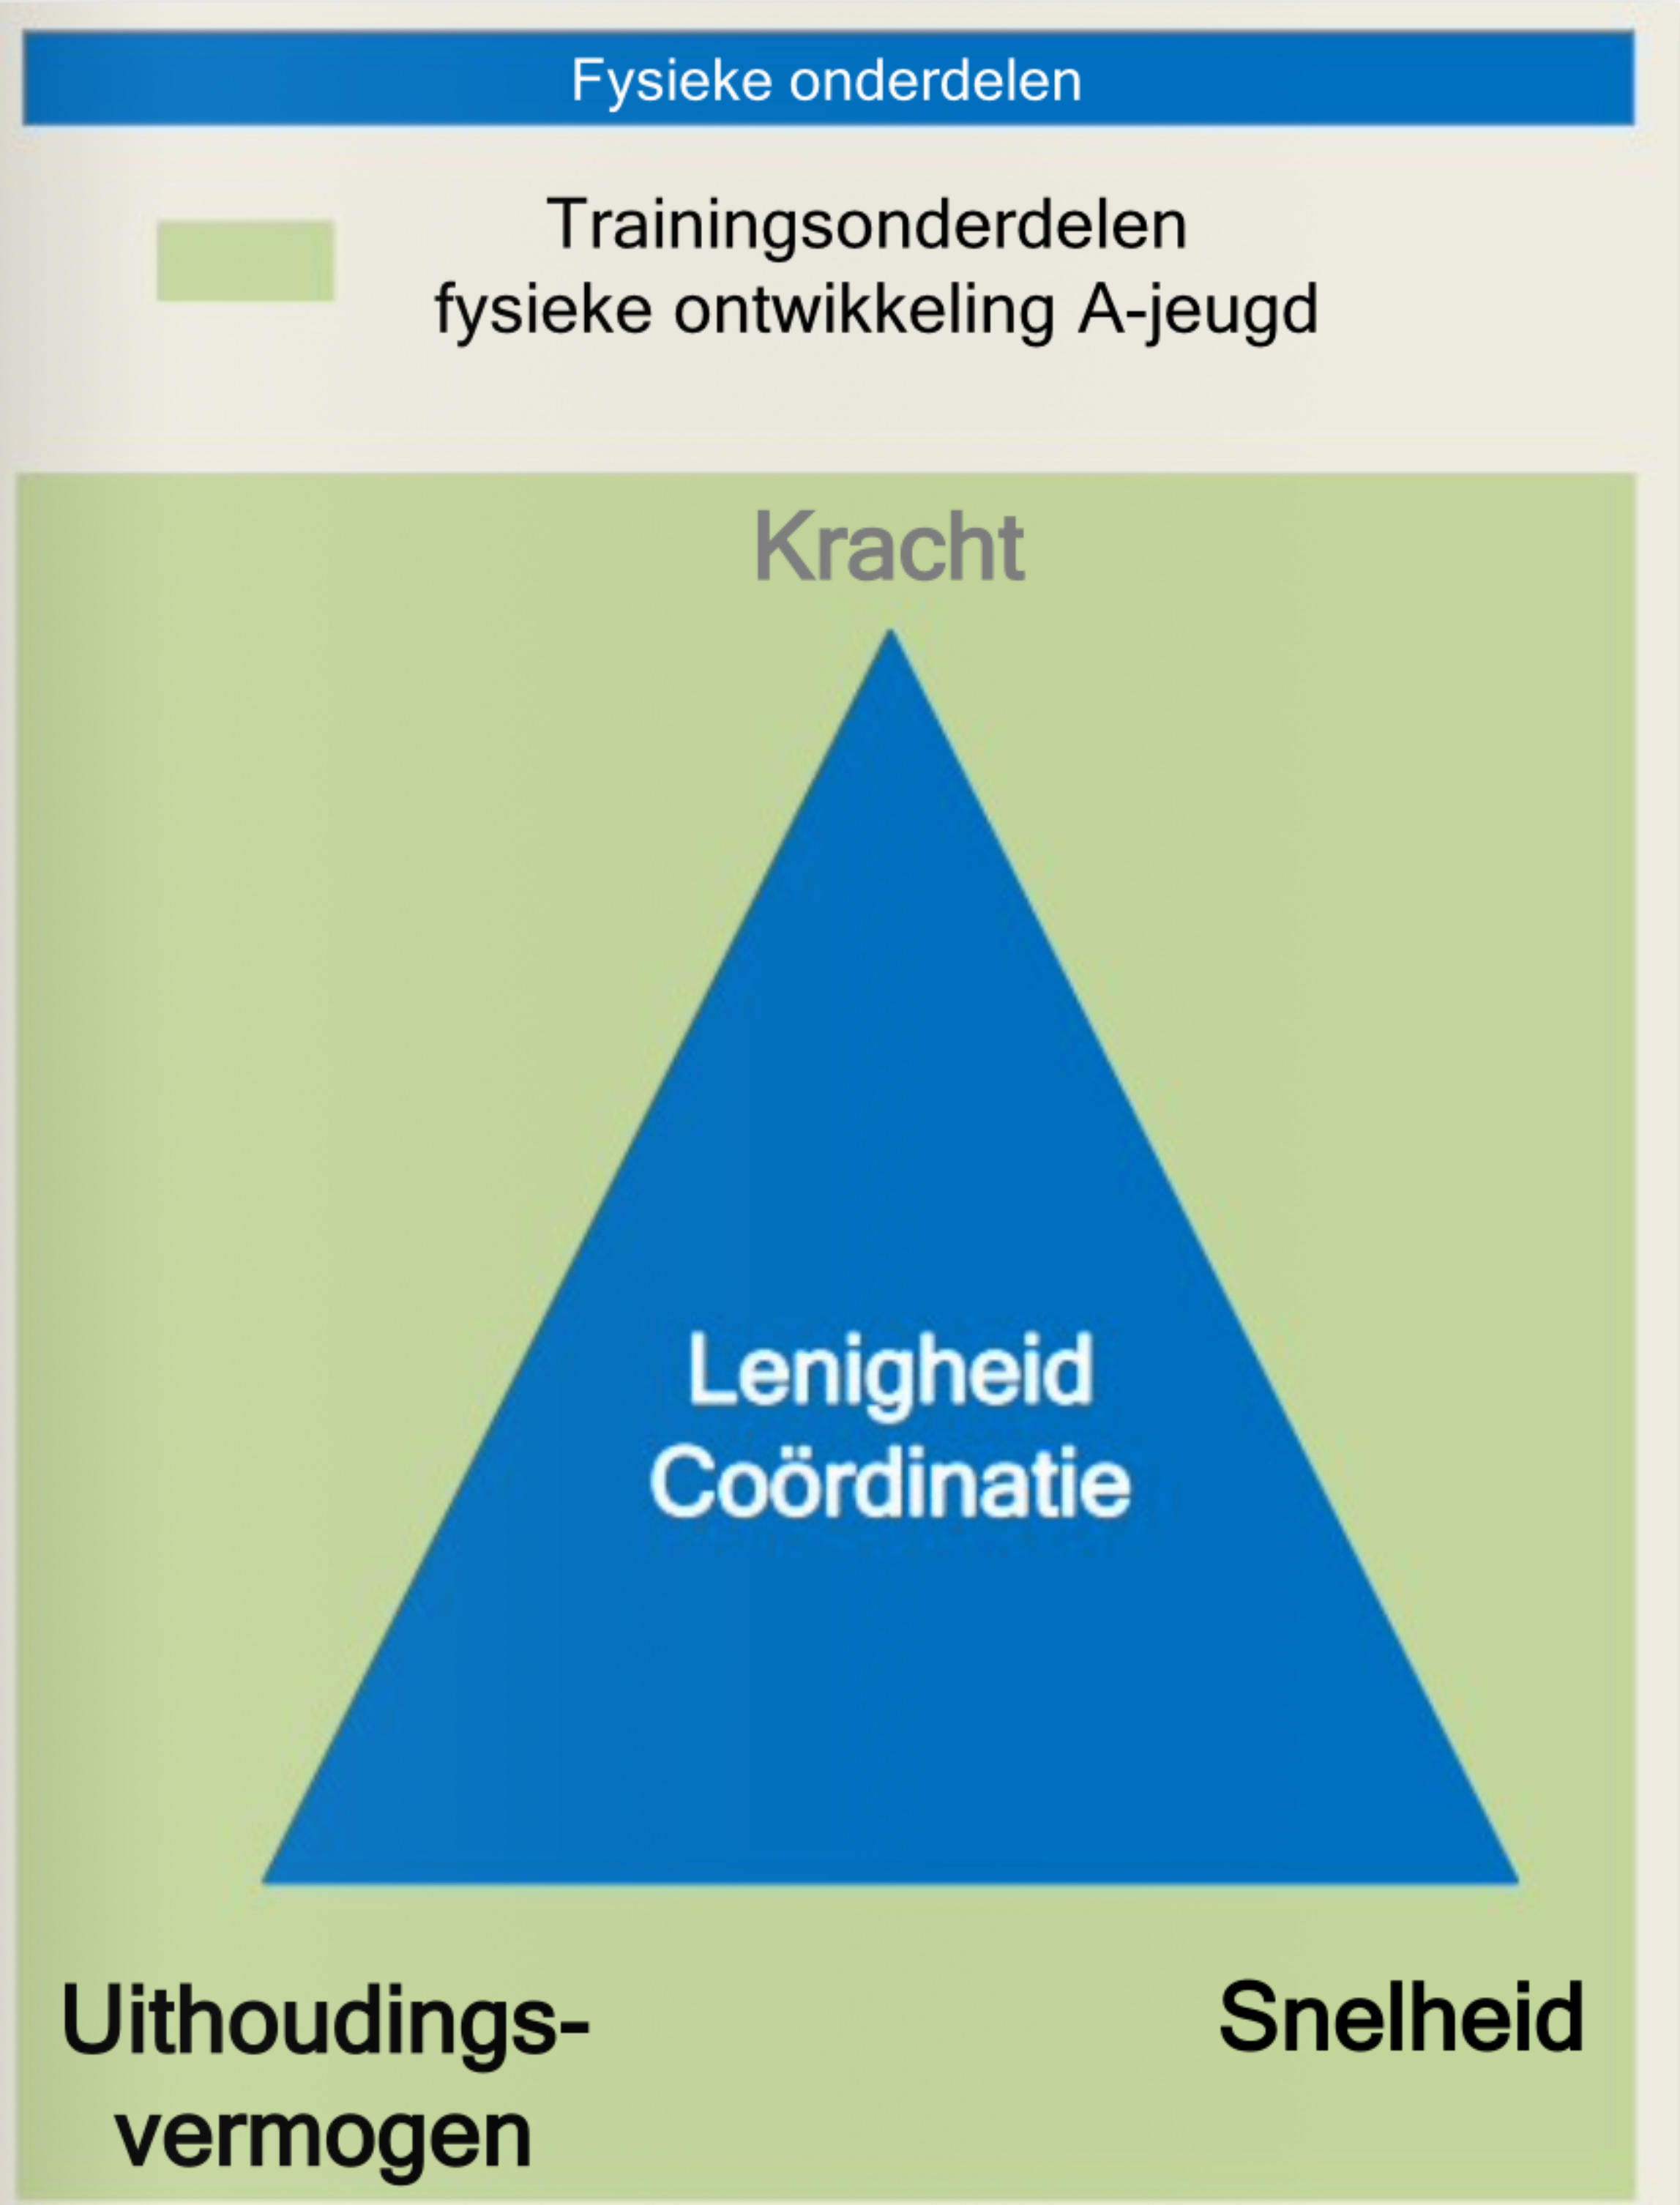 Fysieke onderdelen
Trainingsonderdelen
fysieke ontwikkeling A-jeugd
Kracht
Lenigheid
Coördinatie
Uithoudings-
vermogen
Snelheid